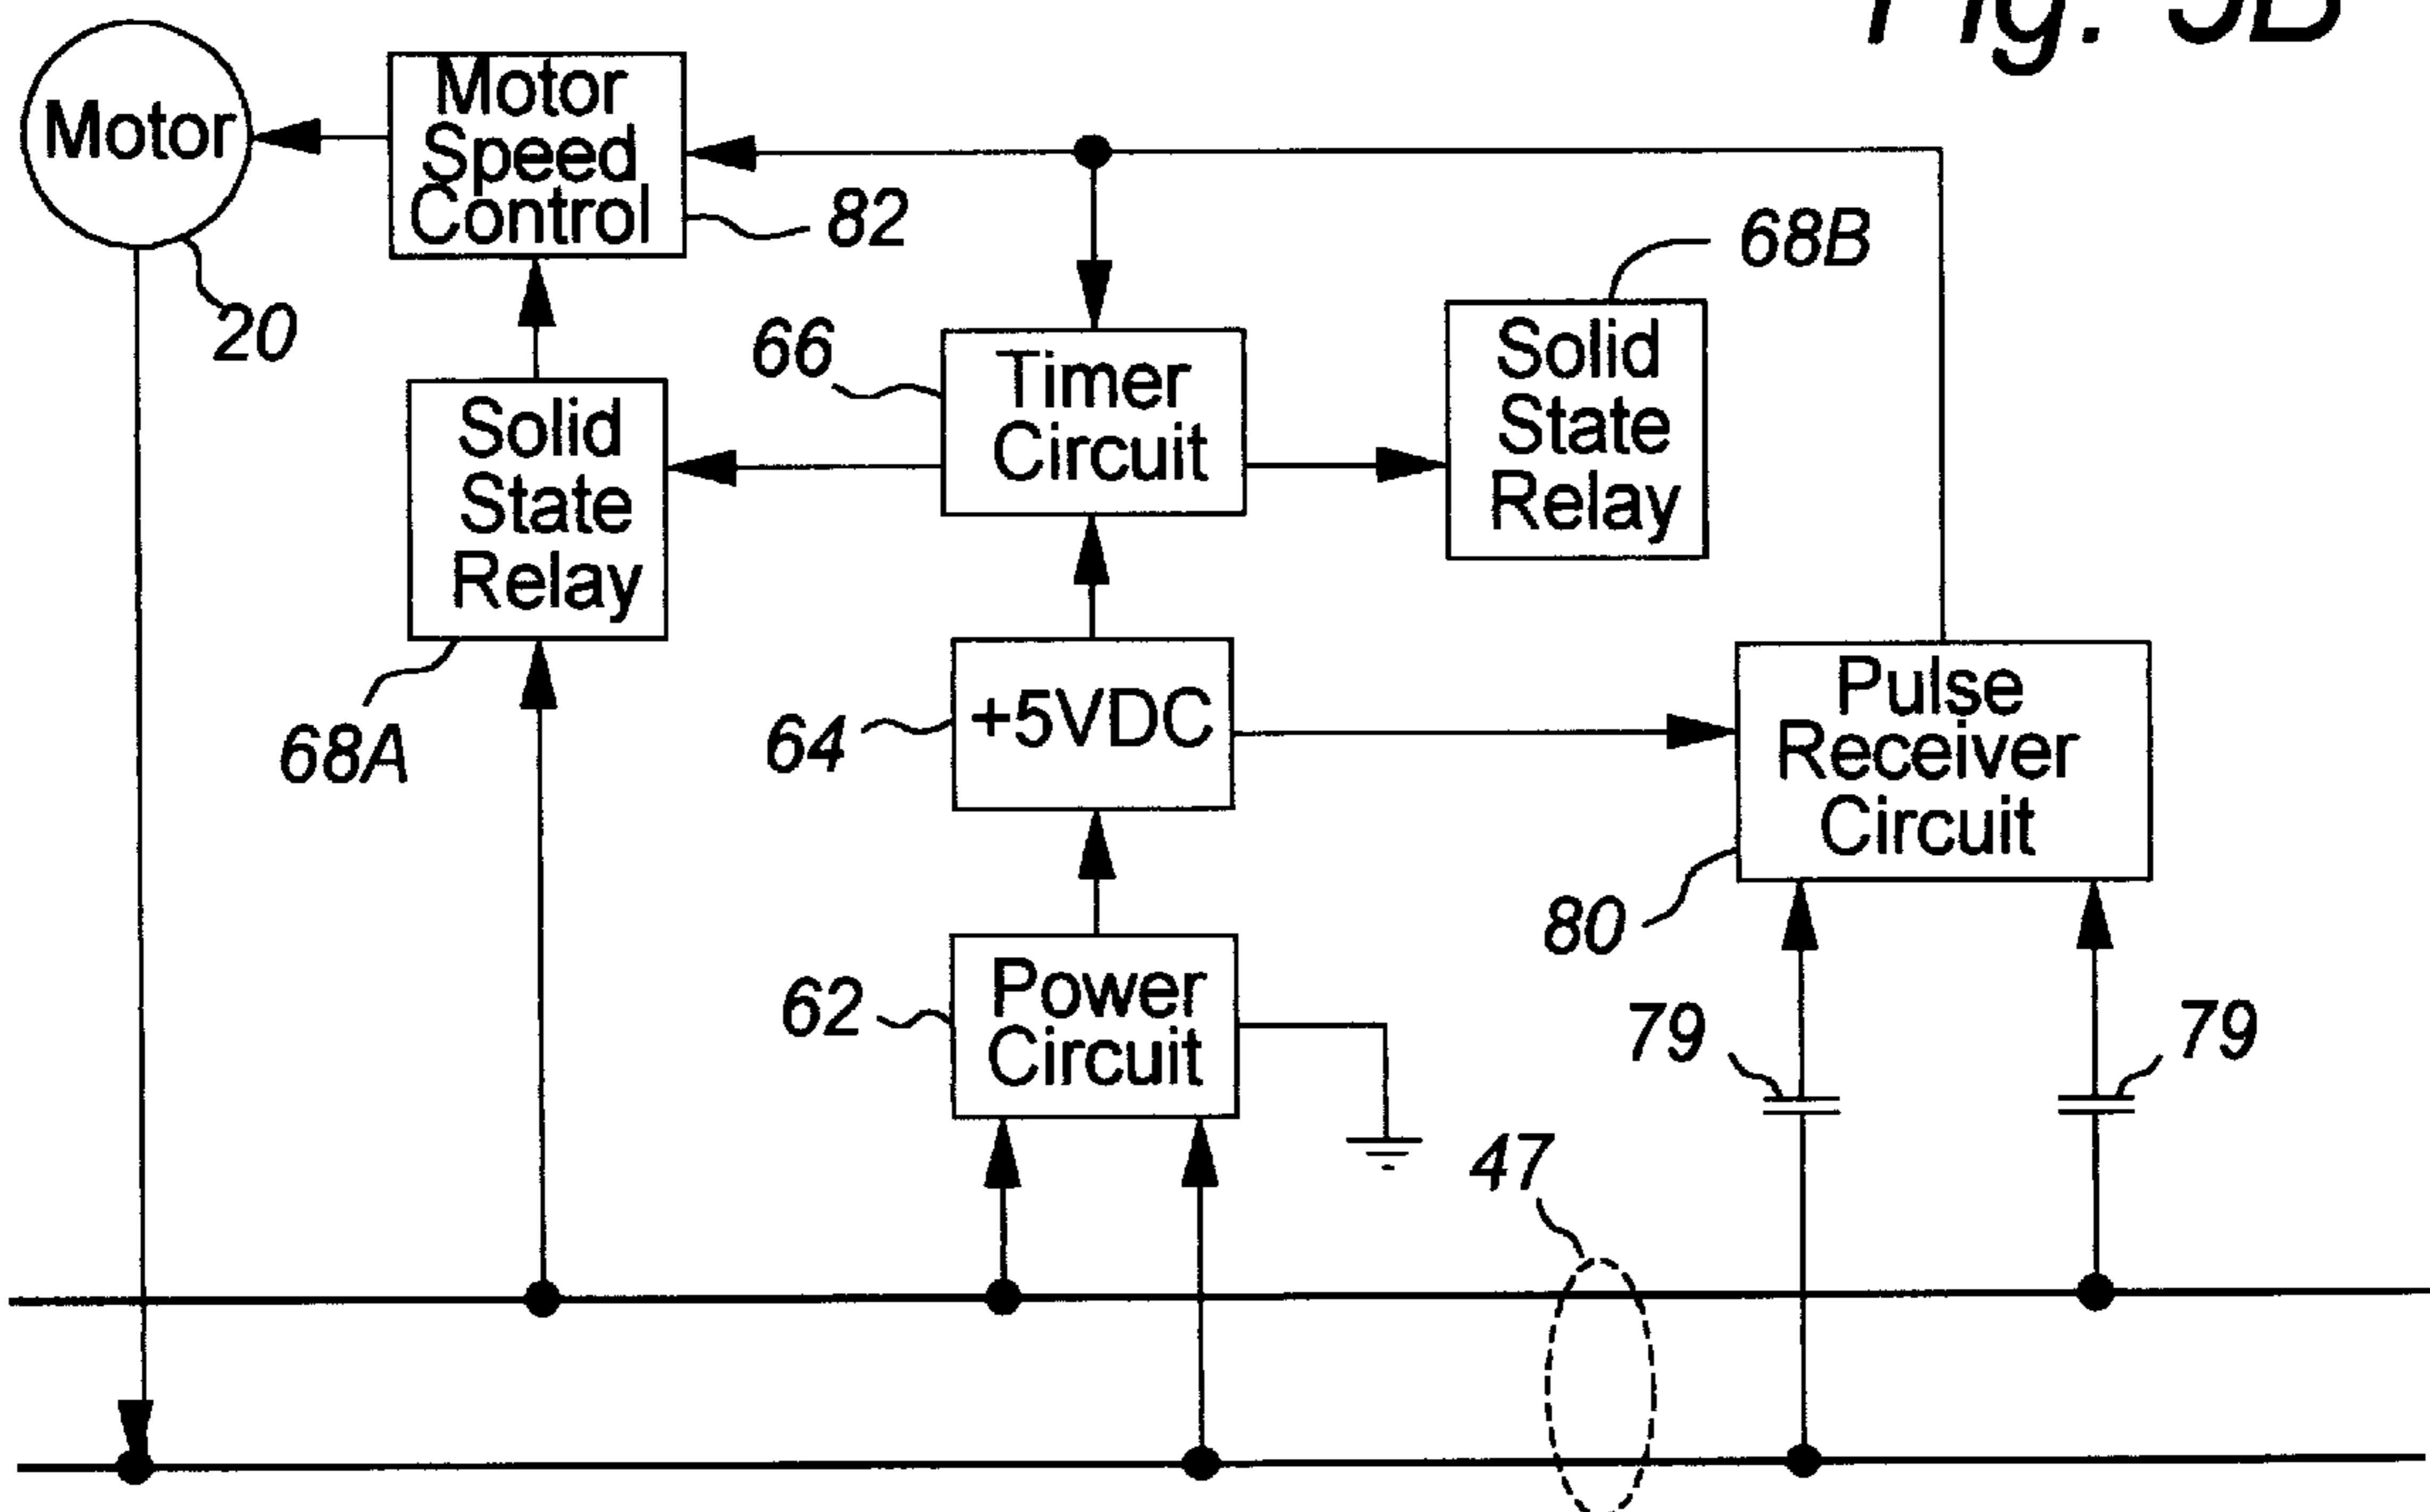 Fig. 5B
Motor
Motor
Speed
Control
82
68B
20
66
Timer
Circuit
Solid
State
Relay
Solid
State
Relay
68A
64
+5VDC
Pulse
Receiver
Circuit
80
62
Power
Circuit
79
79
47